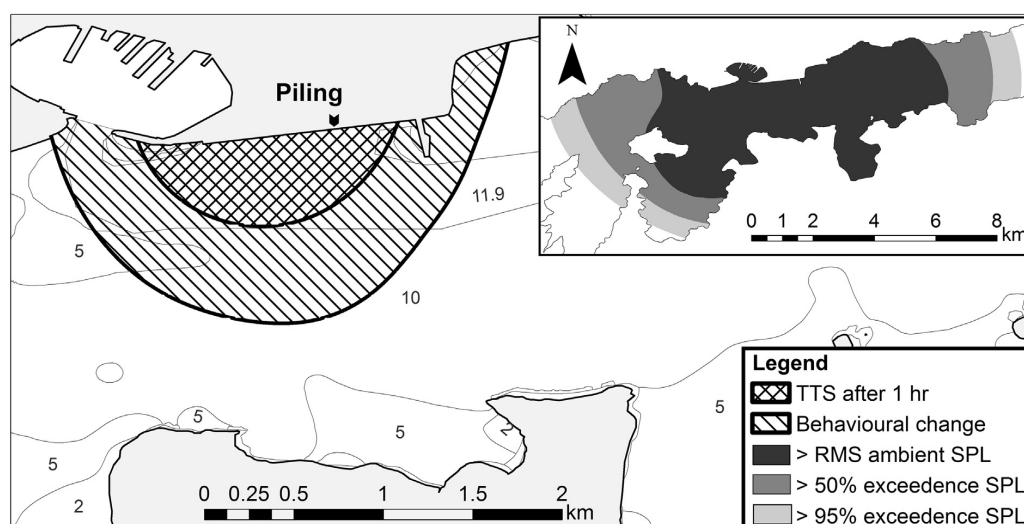 Piling
N
0 1 2 4 6 8
km
11.9
5
10
5
5
5
5
2
2
0 0.25 0.5 1 1.5 2
km
Legend
TTS after 1 hr
Behavioural change
> RMS ambient SPL
> 50% exceedence SPL
> 95% exceedence SPL